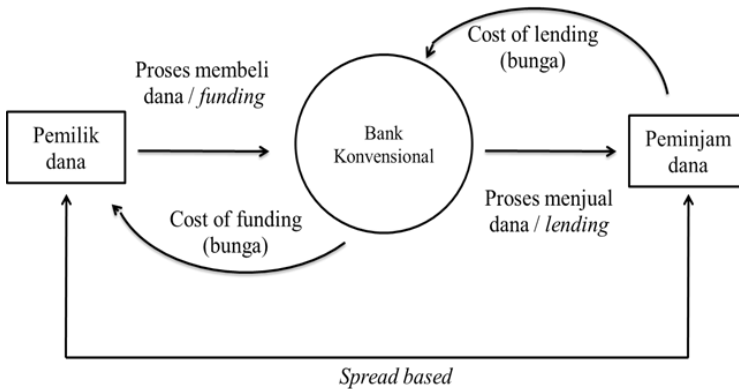 Cost of lending
(bunga)
Proses membeli
dana / funding
Pemilik
dana
Bank
Konvensional
Peminjam
dana
Proses menjual
dana / lending
Cost of funding
(bunga)
Spread based